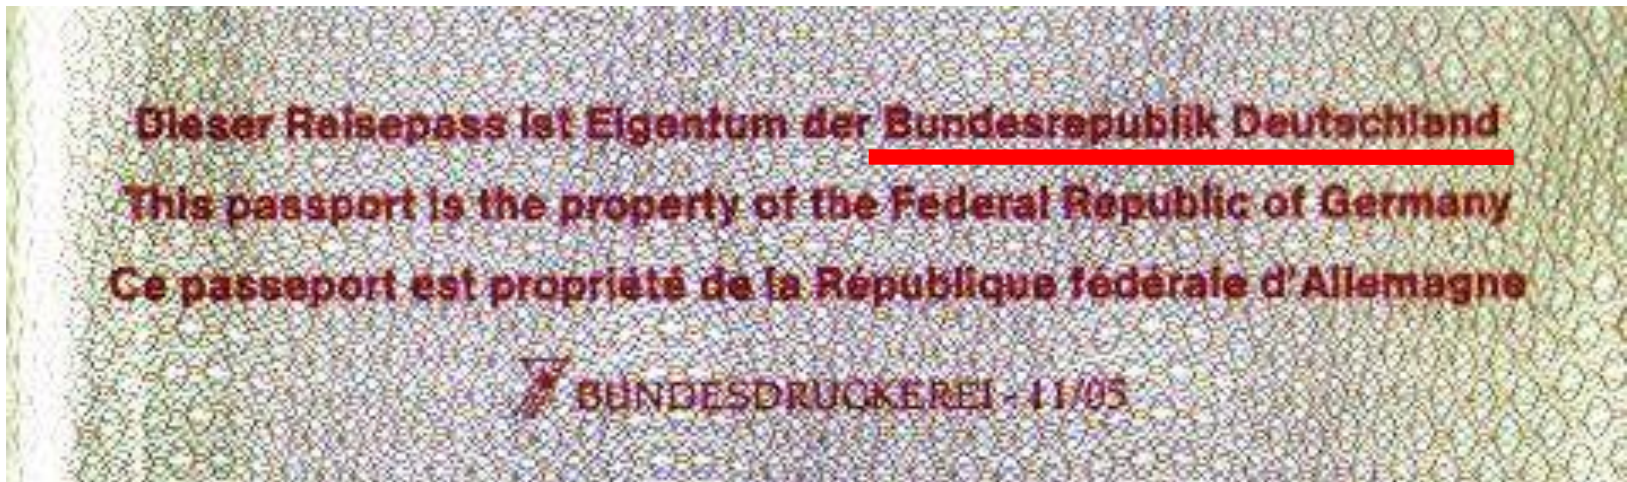 Dieser Reisepass ist Eigentum der Bundesrepublik Deutschland
This passport is the property of the Federal Republic of Germany
Ce passeport est propriété de la République fédérale d'Allemagne
BUNDESDRUCKEREI - 11/05